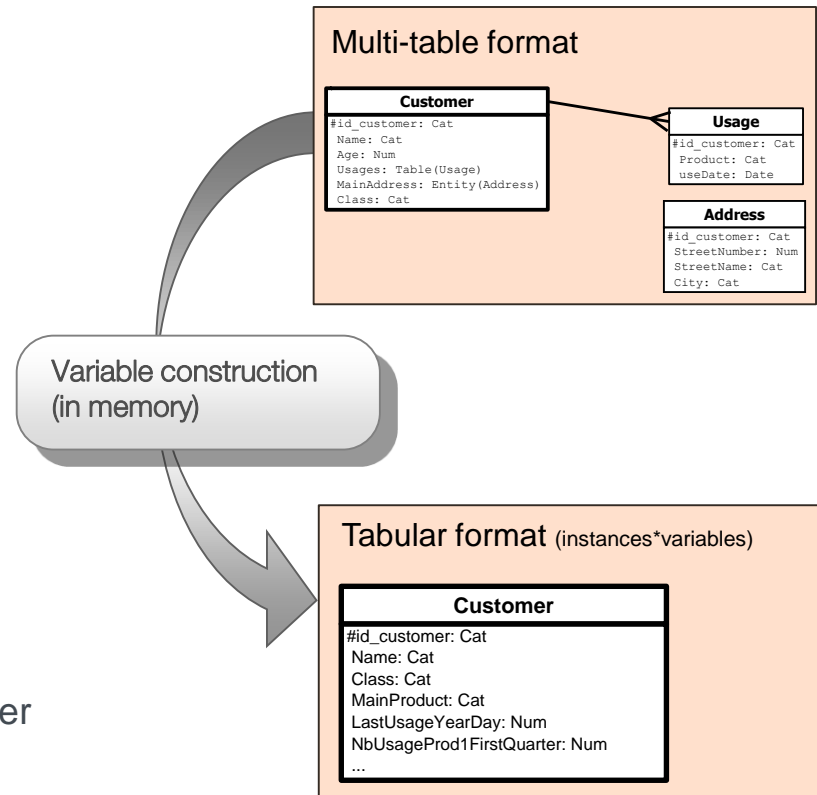 Multi-table format
Customer
#id_customer: Cat
Name: Cat
Age: Num
Usages: Table(Usage)
MainAddress: Entity(Address)
Class: Cat
Usage
#id_customer: Cat
Product: Cat
useDate: Date
Address
#id_customer: Cat
StreetNumber: Num
StreetName: Cat
City: Cat
Variable construction
(in memory)
Tabular format (instances*variables)
Customer
#id_customer: Cat
Name: Cat
Class: Cat
MainProduct: Cat
LastUsageYearDay: Num
NbUsageProd1FirstQuarter: Num
...
er